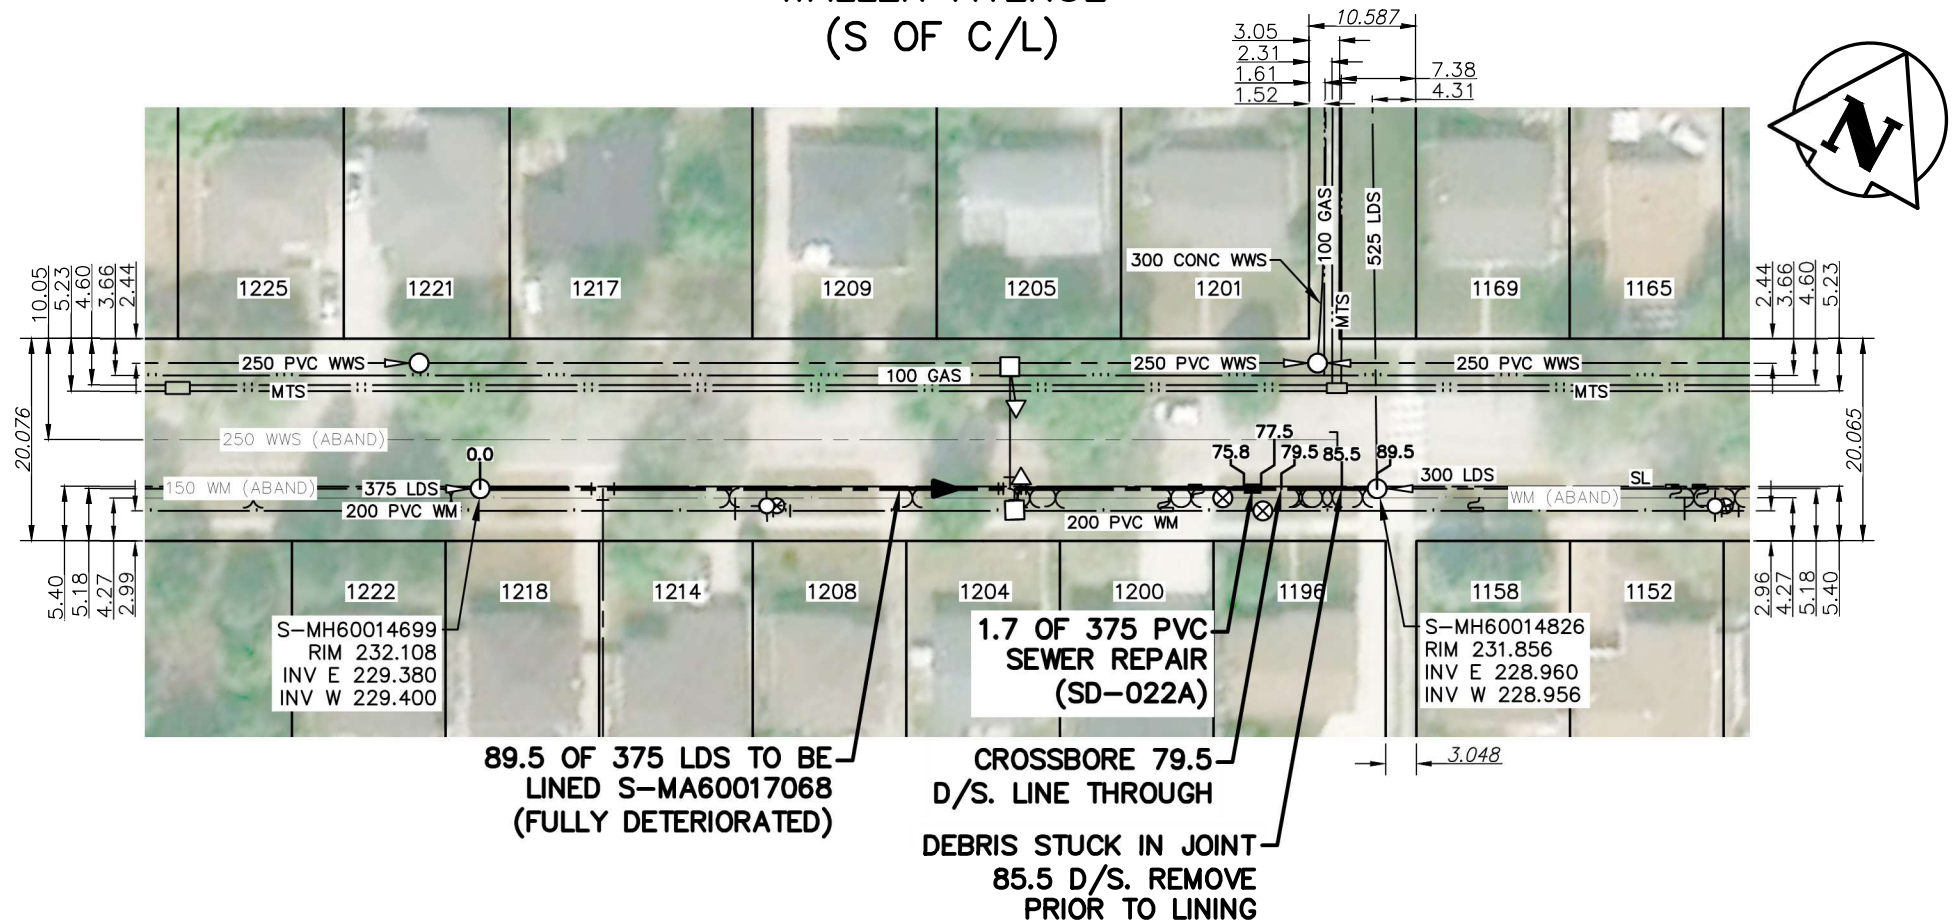 (S OF C/L)
10.587
3.05
2.31
1.61
1.52
7.38
4.31
N
1225
1221
1217
1209
1205
1201
1169
1165
300 CONC WWS
100 GAS
525 LDS
MTS
10.05
5.23
4.60
3.66
2.44
2.44
3.66
4.60
5.23
250 PVC WWS
250 PVC WWS
250 PVC WWS
100 GAS
MTS
MTS
20.076
20.065
250 WWS (ABAND)
0.0
75.8
77.5
79.5
85.5
89.5
150 WM (ABAND)
375 LDS
300 LDS
SL
WM (ABAND)
200 PVC WM
200 PVC WM
5.40
5.18
4.27
2.99
2.96
4.27
5.18
5.40
1222
1218
1214
1208
1204
1200
1196
1158
1152
S-MH60014699
RIM 232.108
INV E 229.380
INV W 229.400
1.7 OF 375 PVC
SEWER REPAIR
(SD-022A)
S-MH60014826
RIM 231.856
INV E 228.960
INV W 228.956
89.5 OF 375 LDS TO BE
LINED S-MA60017068
(FULLY DETERIORATED)
CROSSBORE 79.5
D/S. LINE THROUGH
3.048
DEBRIS STUCK IN JOINT
85.5 D/S. REMOVE
PRIOR TO LINING